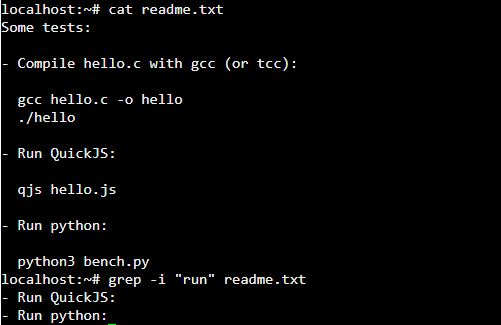 localhost:~# cat readme.txt
Some tests:

- Compile hello.c with gcc (or tcc):

  gcc hello.c -o hello
  ./hello

- Run QuickJS:

  qjs hello.js

- Run python:

  python3 bench.py
localhost:~# grep -i "run" readme.txt
- Run QuickJS:
- Run python: